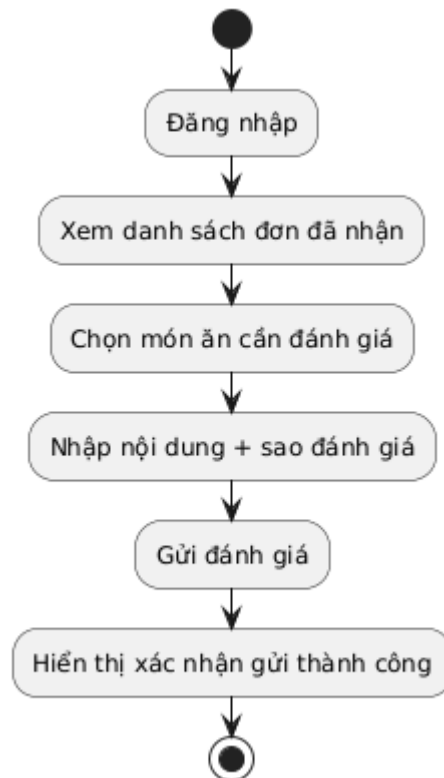 Đăng nhập
Xem danh sách đơn đã nhận
Chọn món ăn cần đánh giá
Nhập nội dung + sao đánh giá
Gửi đánh giá
Hiển thị xác nhận gửi thành công